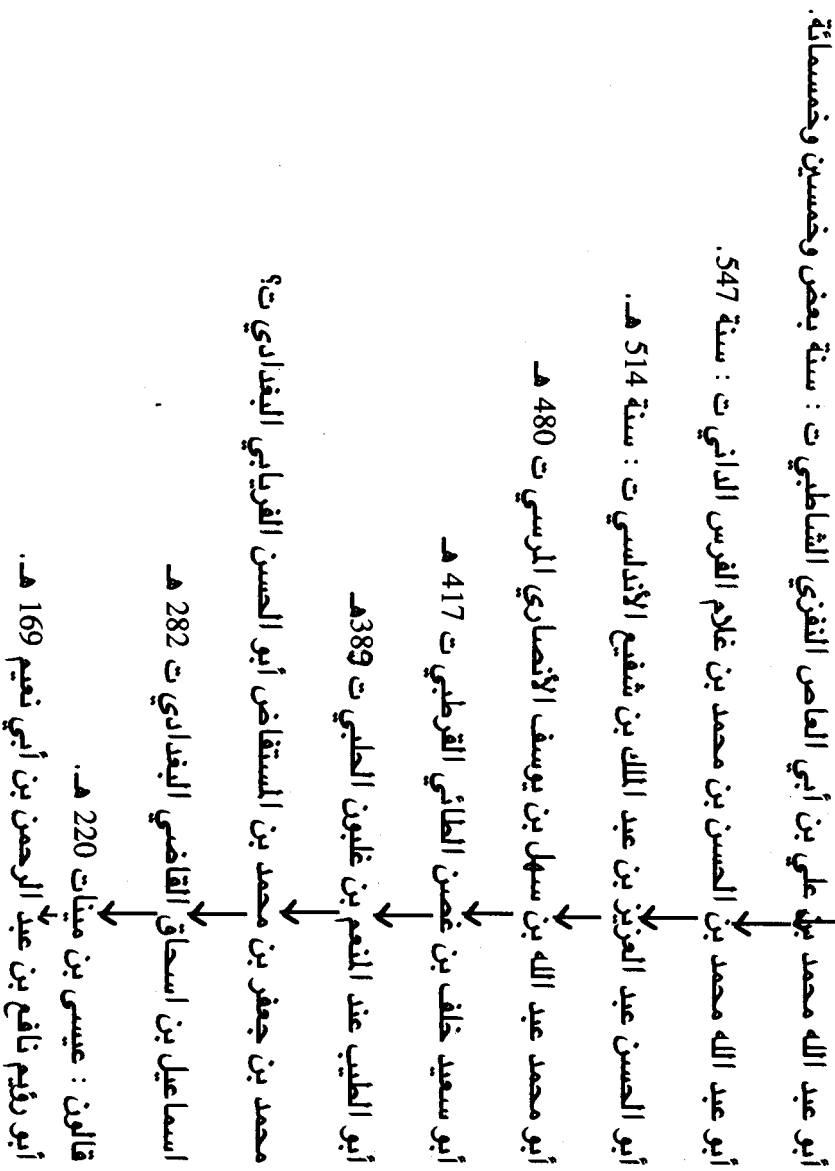 أبو عبد الله محمد بن علي بن أبي العاص النفزي الشاطبي ت : سنة بعض وخمسين وخمسمائة.
أبو عبد الله محمد بن الحسن بن محمد بن غلام الفرس الداني ت : سنة 547.
أبو الحسن عبد العزيز بن عبد الملك بن شفيع الأندلسي ت : سنة 514 هـ.
أبو محمد عبد الله بن سهل بن يوسف الأنصاري المرسي ت 480 هـ
أبو سعيد خلف بن غصن الطائي القرطبي ت 417 هـ
أبو الطيب عند المنعم بن غلبون الحلبي ت 389هـ
محمد بن جعفر بن محمد بن المستفاض أبو الحسن الفريابي البغدادي ت؟
اسماعيل بن اسحاق القاضي البغدادي ت 282 هـ
قالون : عيسى بن مينات 220 هـ.
أبو رؤيم نافع بن عبد الرحمن بن أبي نعيم 169 هـ.